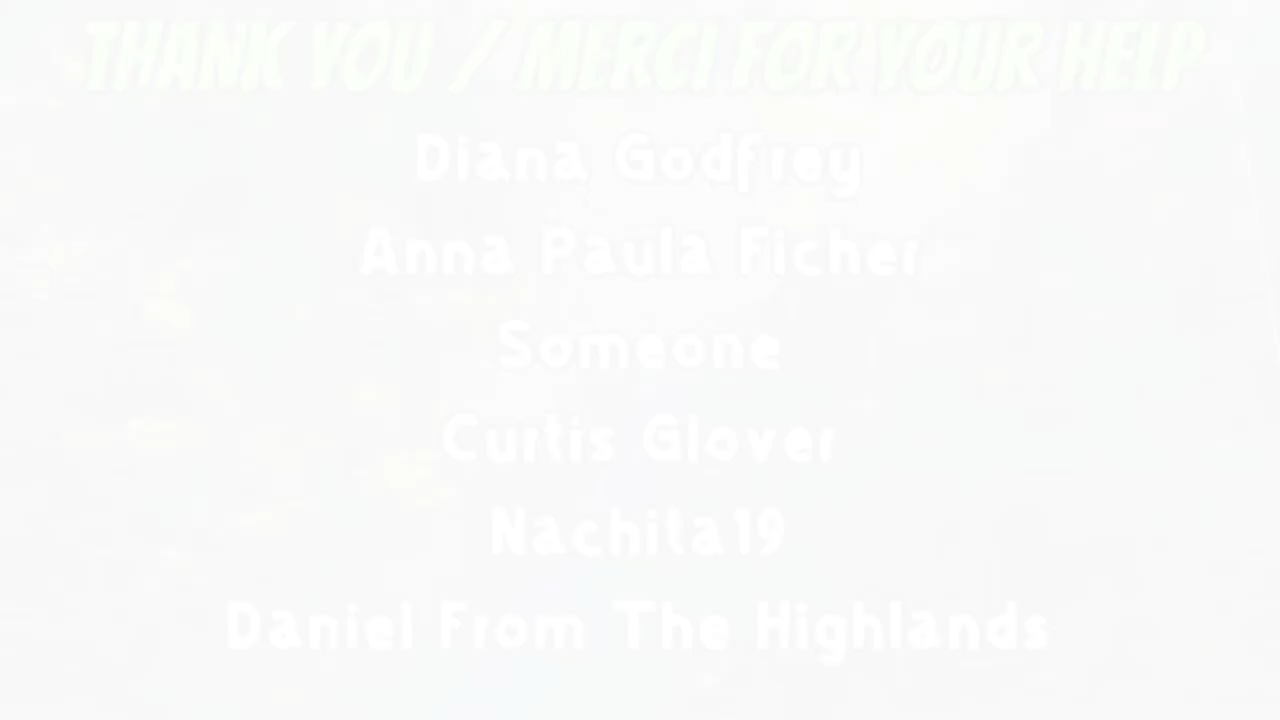 THANK YOU / MERCI FOR YOUR HELP
Diana Godfrey
Anna Paula Ficher
Someone
Curtis Glover
Nachita19
Daniel From The Highlands